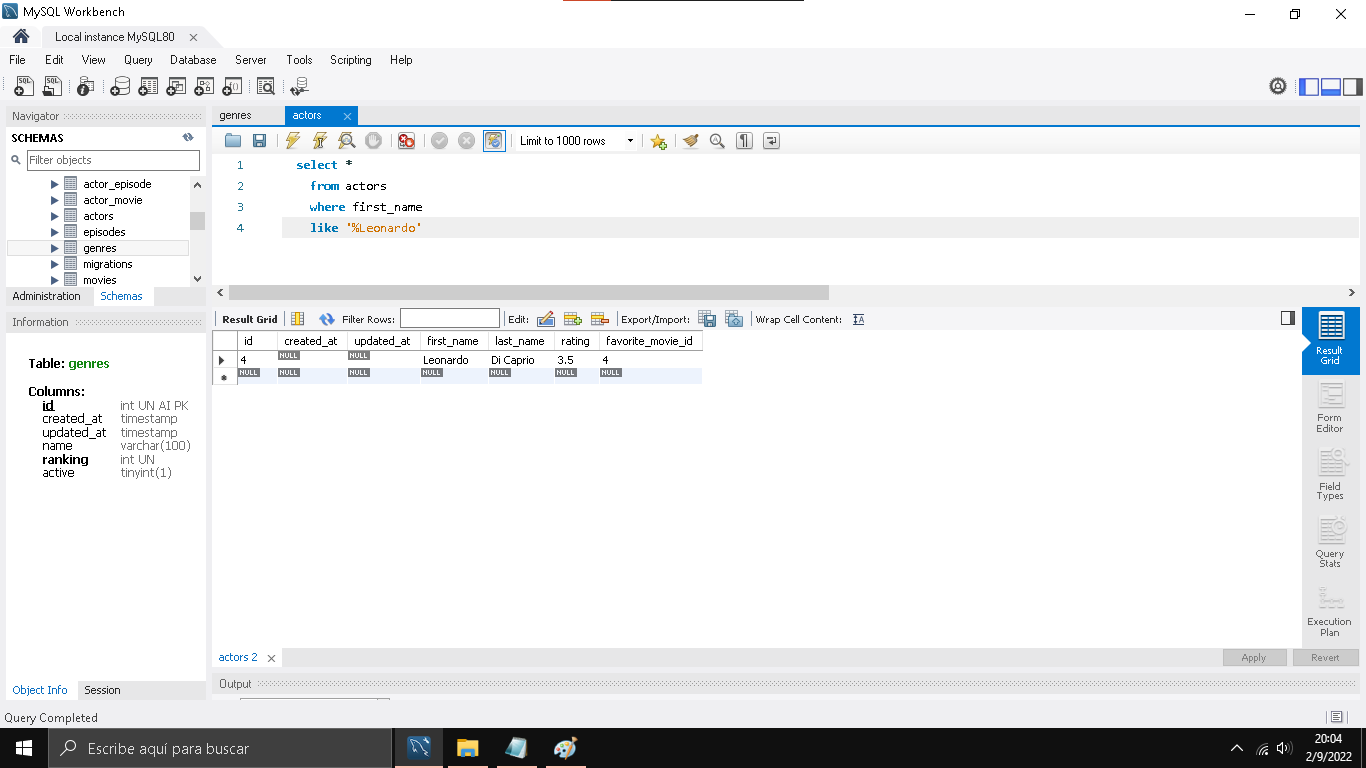 MySQL Workbench
Local instance MySQL80
File Edit View Query Database Server Tools Scripting Help
Navigator
SCHEMAS
Filter objects
actor_episode
actor_movie
actors
episodes
genres
migrations
movies
Administration Schemas
Information
Table: genres
Columns:
id int UN AI PK
created_at timestamp
updated_at timestamp
name varchar(100)
ranking int UN
active tinyint(1)
Object Info Session
genres actors
Limit to 1000 rows
1 select *
2 from actors
3 where first_name
4 like '%Leonardo'
Result Grid Filter Rows: Edit: Export/Import: Wrap Cell Content:
id created_at updated_at first_name last_name rating favorite_movie_id
4 NULL NULL Leonardo Di Caprio 3.5 4
NULL NULL NULL NULL NULL NULL NULL
Result
Grid
Form
Editor
Field
Types
Query
Stats
Execution
Plan
actors 2
Apply Revert
Output
Query Completed
Escribe aquí para buscar
20:04
2/9/2022